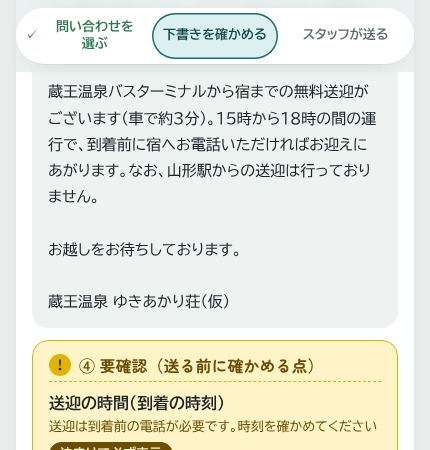 ✓ 問い合わせを
選ぶ
下書きを確かめる
スタッフが送る
蔵王温泉バスターミナルから宿までの無料送迎が
ございます(車で約3分)。15時から18時の間の運
行で、到着前に宿へお電話いただければお迎えに
あがります。なお、山形駅からの送迎は行っており
ません。
お越しをお待ちしております。
蔵王温泉 ゆきあかり荘(仮)
! ④ 要確認（送る前に確かめる点）
送迎の時間(到着の時刻)
送迎は到着前の電話が必要です。時刻を確かめてください